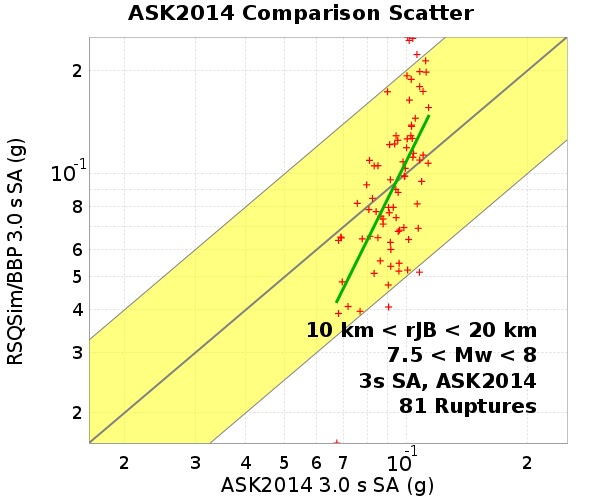 ASK2014 Comparison Scatter
RSQSim/BBP 3.0 s SA (g)
2
10-1
8
6
5
4
3
2
10 km < rJB < 20 km
7.5 < Mw < 8
3s SA, ASK2014
81 Ruptures
2 3 4 5 6 7 10-1 2
ASK2014 3.0 s SA (g)